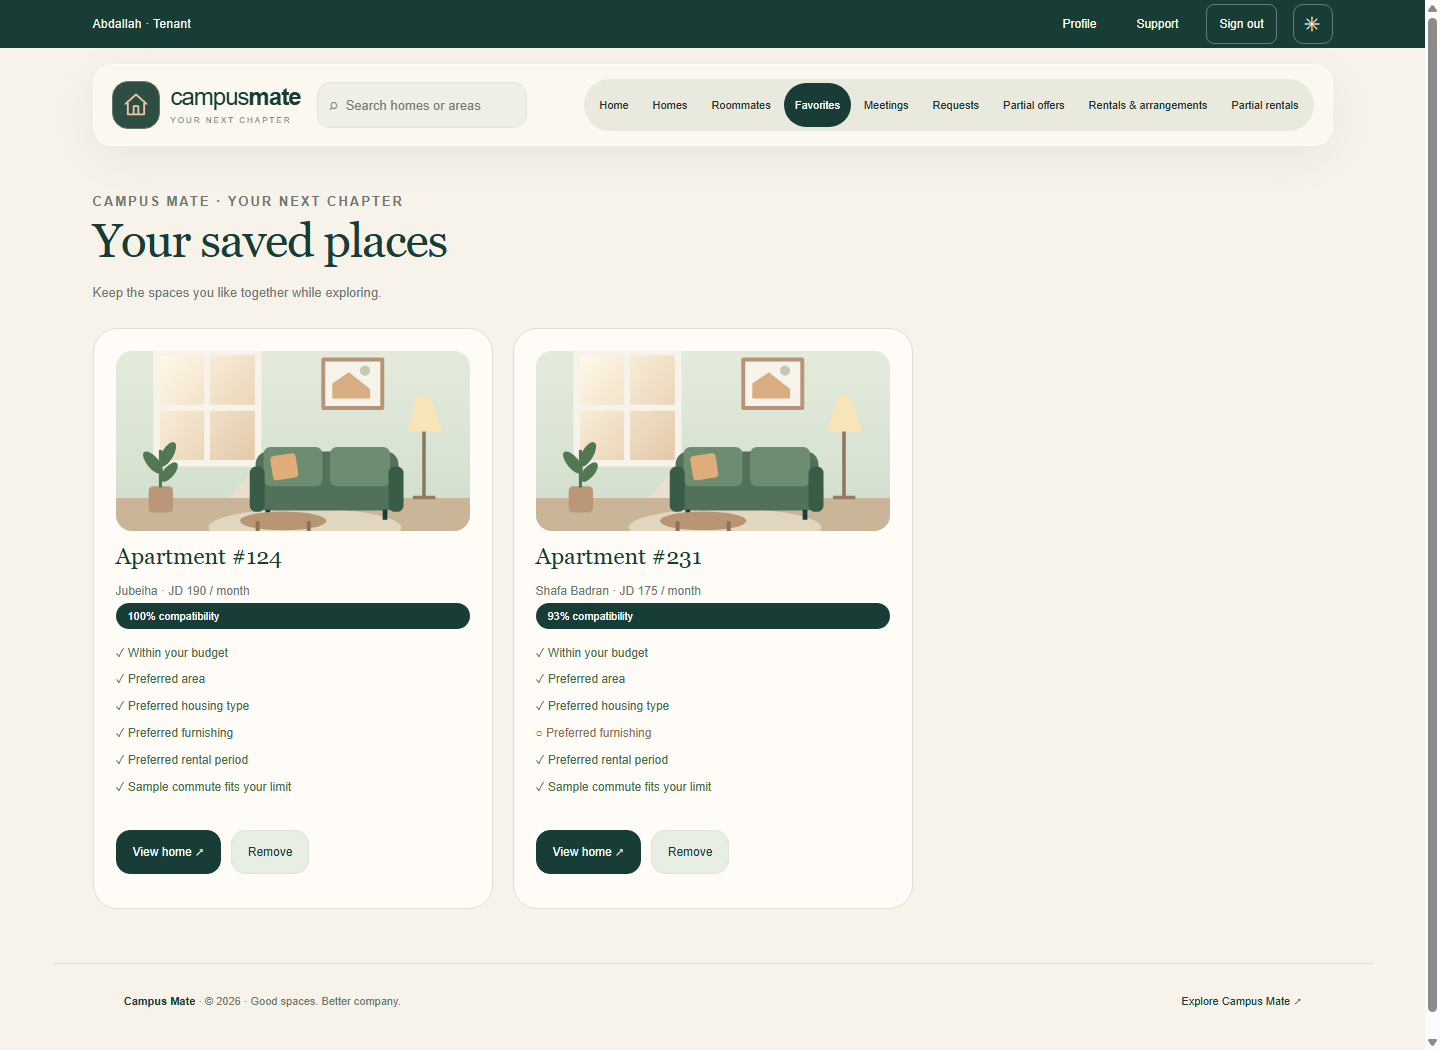 Abdallah · Tenant
Profile
Support
Sign out
campusmate
YOUR NEXT CHAPTER
Search homes or areas
Home
Homes
Roommates
Favorites
Meetings
Requests
Partial offers
Rentals & arrangements
Partial rentals
CAMPUS MATE · YOUR NEXT CHAPTER
Your saved places
Keep the spaces you like together while exploring.
Apartment #124
Jubeiha · JD 190 / month
100% compatibility
✓ Within your budget
✓ Preferred area
✓ Preferred housing type
✓ Preferred furnishing
✓ Preferred rental period
✓ Sample commute fits your limit
View home ↗
Remove
Apartment #231
Shafa Badran · JD 175 / month
93% compatibility
✓ Within your budget
✓ Preferred area
✓ Preferred housing type
○ Preferred furnishing
✓ Preferred rental period
✓ Sample commute fits your limit
View home ↗
Remove
Campus Mate · © 2026 · Good spaces. Better company.
Explore Campus Mate ↗